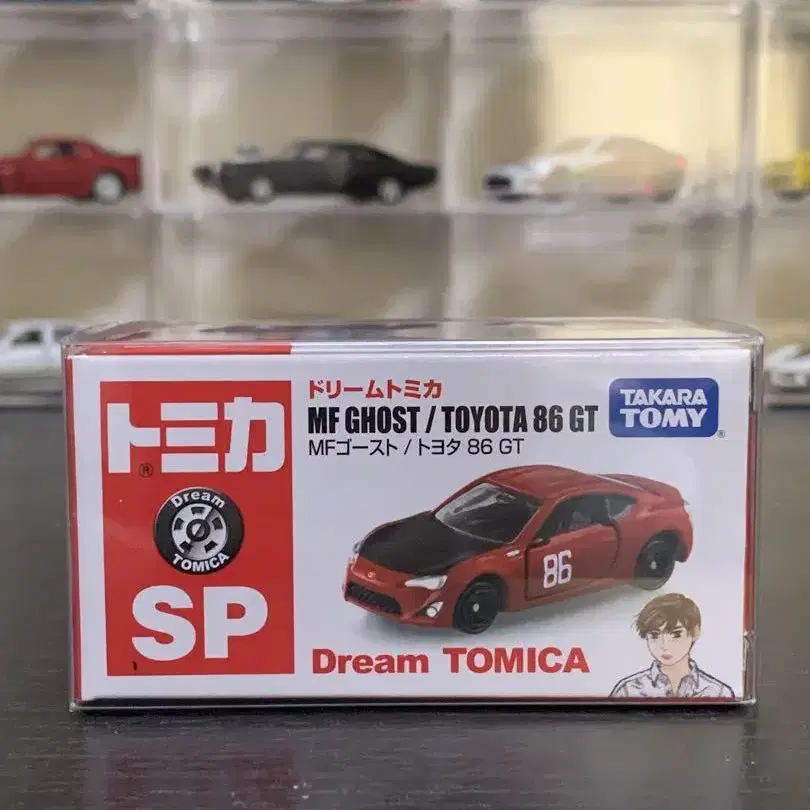 トミカ
®
Dream
TOMICA
SP
ドリームトミカ
MF GHOST / TOYOTA 86 GT
MFゴースト / トヨタ 86 GT
TAKARA
TOMY
®
86
Dream TOMICA